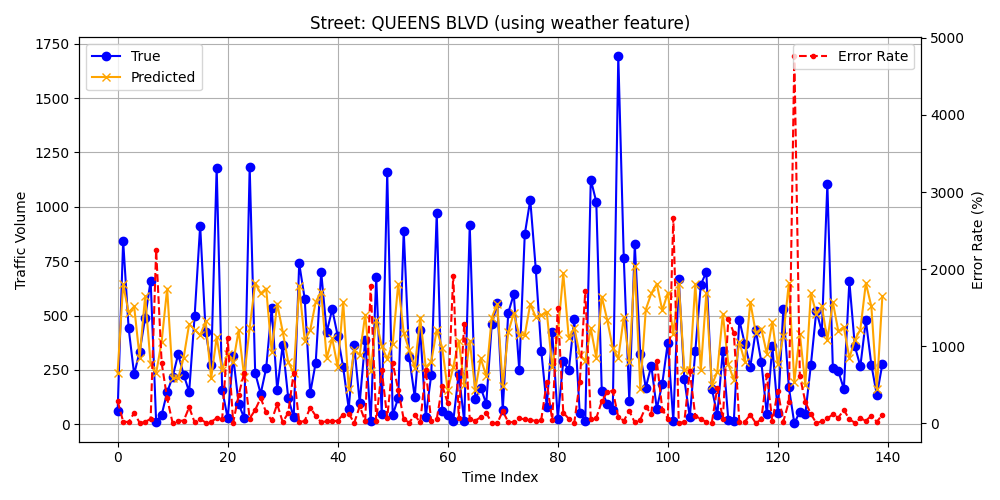 Street: QUEENS BLVD (using weather feature)
True
Predicted
Error Rate
Traffic Volume
1750
1500
1250
1000
750
500
250
0
5000
4000
3000
2000
1000
0
Error Rate (%)
0 20 40 60 80 100 120 140
Time Index